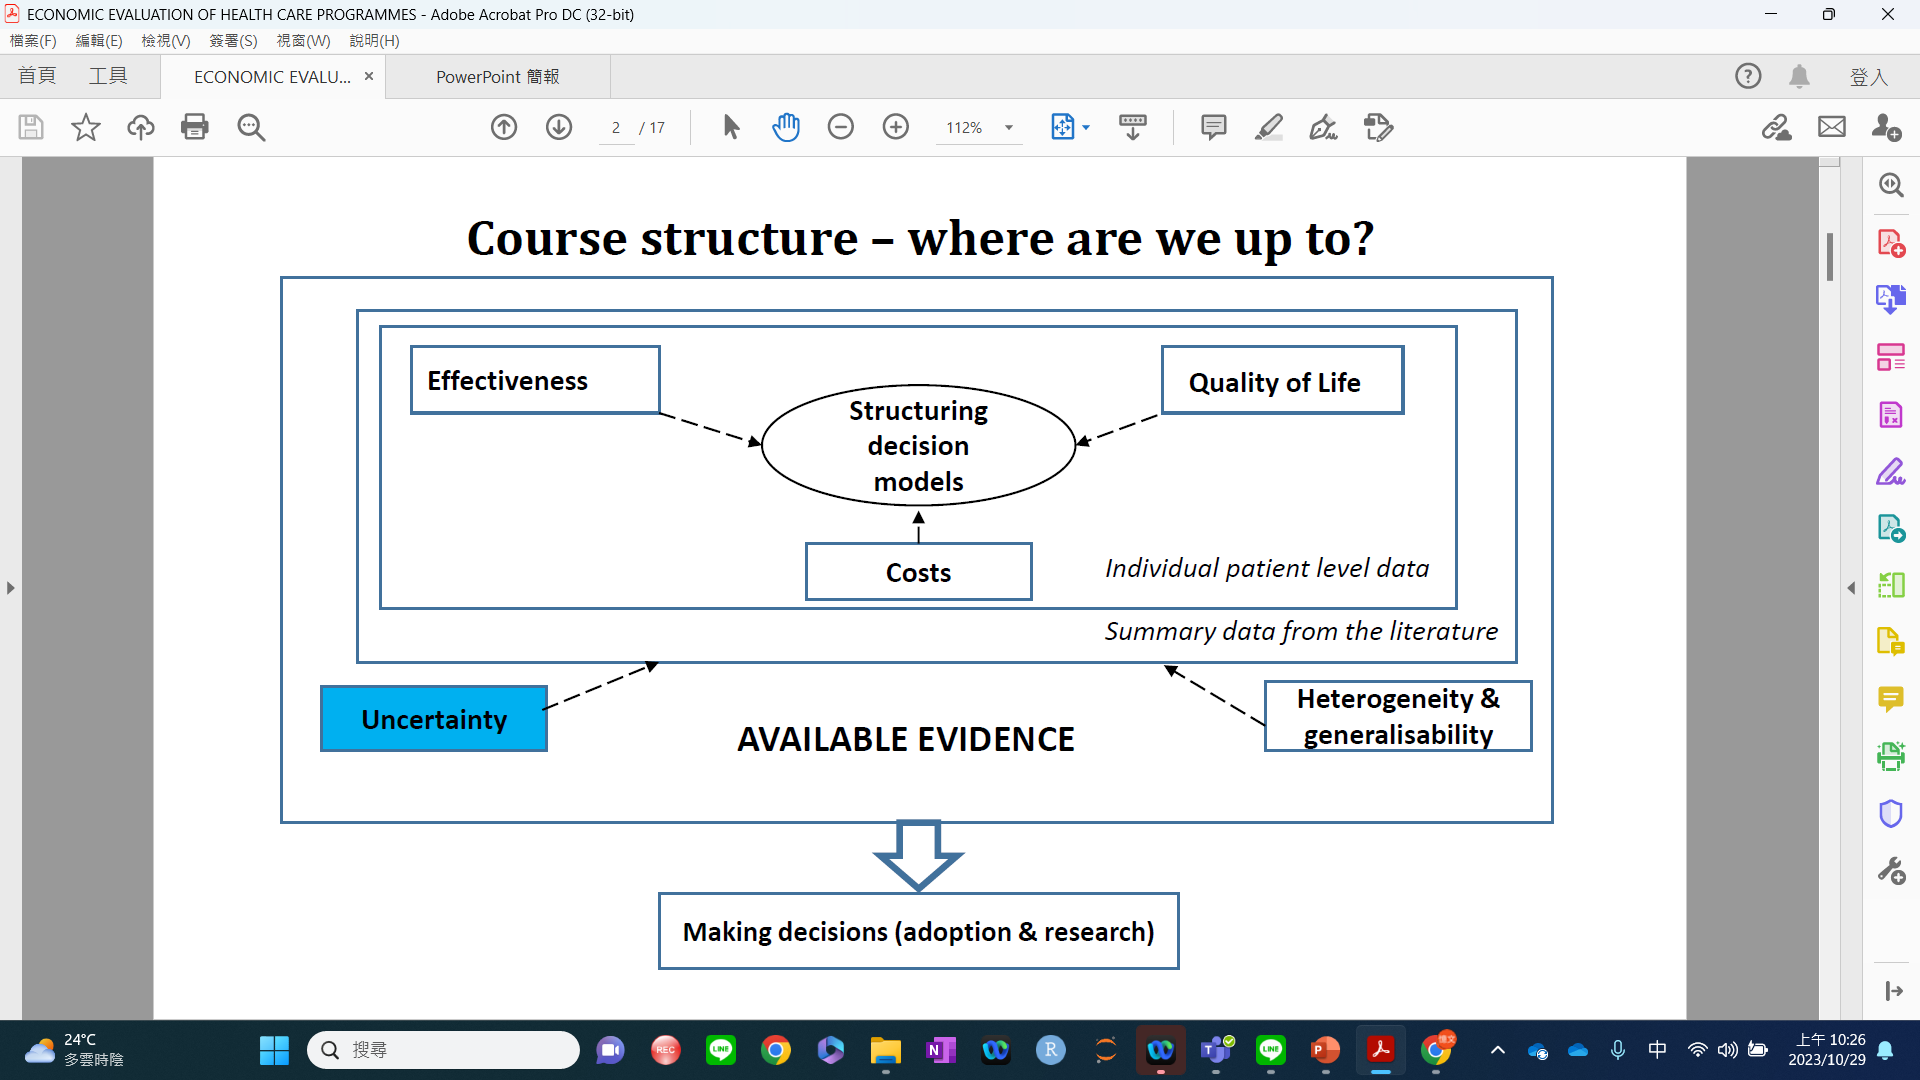 ECONOMIC EVALUATION OF HEALTH CARE PROGRAMMES - Adobe Acrobat Pro DC (32-bit)
檔案(F) 編輯(E) 檢視(V) 簽署(S) 視窗(W) 說明(H)
首頁 工具 ECONOMIC EVALU... × PowerPoint 簡報 登入
2 / 17 112%
Course structure – where are we up to?
Effectiveness
Quality of Life
Structuring
decision
models
Costs
Individual patient level data
Summary data from the literature
Uncertainty
Heterogeneity &
generalisability
AVAILABLE EVIDENCE
Making decisions (adoption & research)
24°C
多雲時陰
搜尋
REC
LINE
N
R
T
LINE
P
中
上午 10:26
2023/10/29